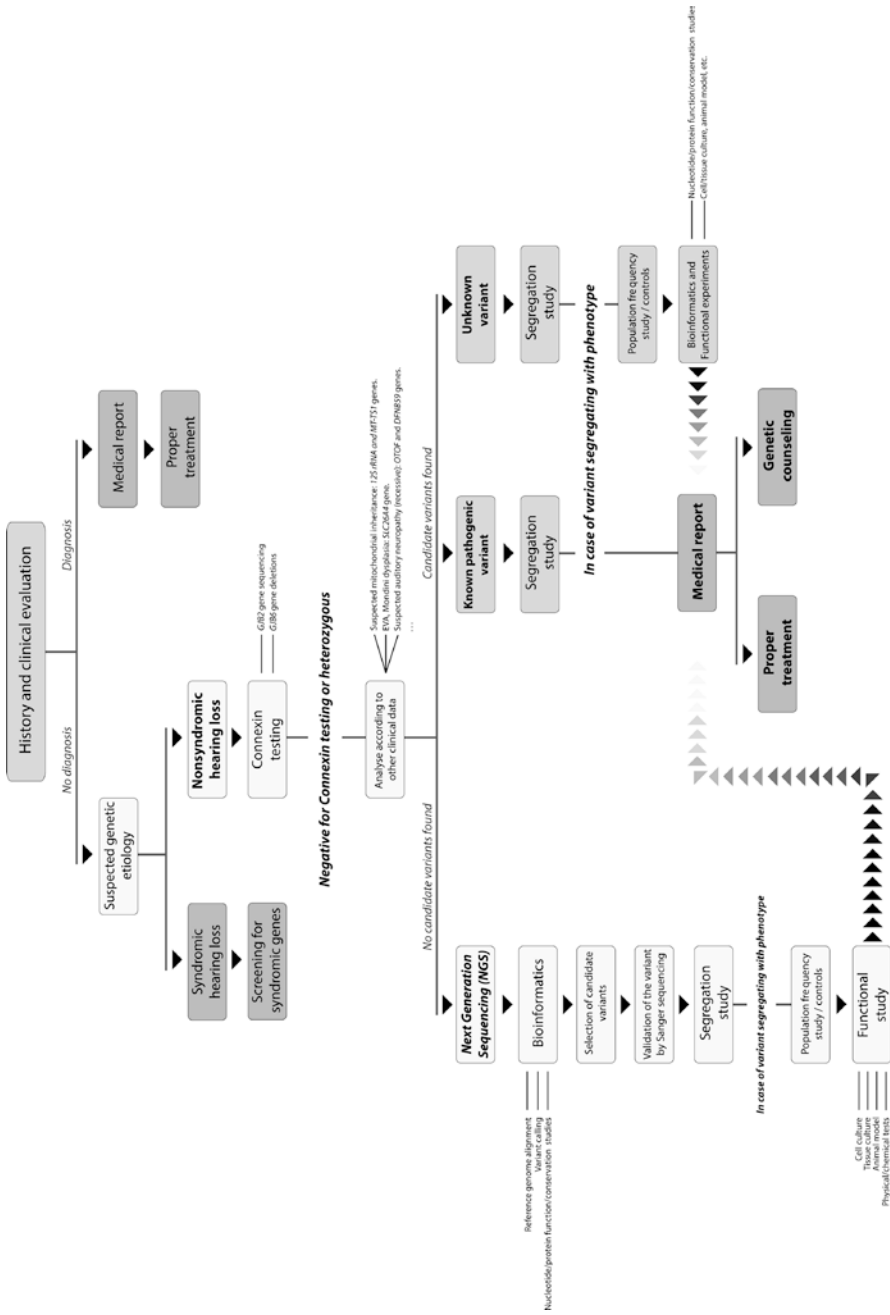 History and clinical evaluation
No diagnosis
Diagnosis
Suspected genetic
etiology
Medical report
Proper
treatment
Syndromic
hearing loss
Screening for
syndromic genes
Nonsyndromic
hearing loss
Connexin
testing
GJB2 gene sequencing
GJB6 gene deletions
Negative for Connexin testing or heterozygous
Analyse according to
other clinical data
Suspected mitochondrial inheritance: 12S rRNA and MT-TS1 genes.
EVA, Mondini dysplasia: SLC26A4 gene.
Suspected auditory neuropathy (recessive): OTOF and DFNB59 genes.
...
No candidate variants found
Candidate variants found
Next Generation
Sequencing (NGS)
Bioinformatics
Reference genome alignment
Variant calling
Nucleotide/protein function/conservation studies
Selection of candidate
variants
Validation of the variant
by Sanger sequencing
Segregation
study
In case of variant segregating with phenotype
Population frequency
study / controls
Functional
study
Cell culture
Tissue culture
Animal model
Physical/chemical tests
Known pathogenic
variant
Segregation
study
Unknown
variant
Segregation
study
In case of variant segregating with phenotype
Population frequency
study / controls
Bioinformatics and
Functional experiments
Nucleotide/protein function/conservation studies
Cell/tissue culture, animal model, etc.
Medical report
Proper
treatment
Genetic
counseling